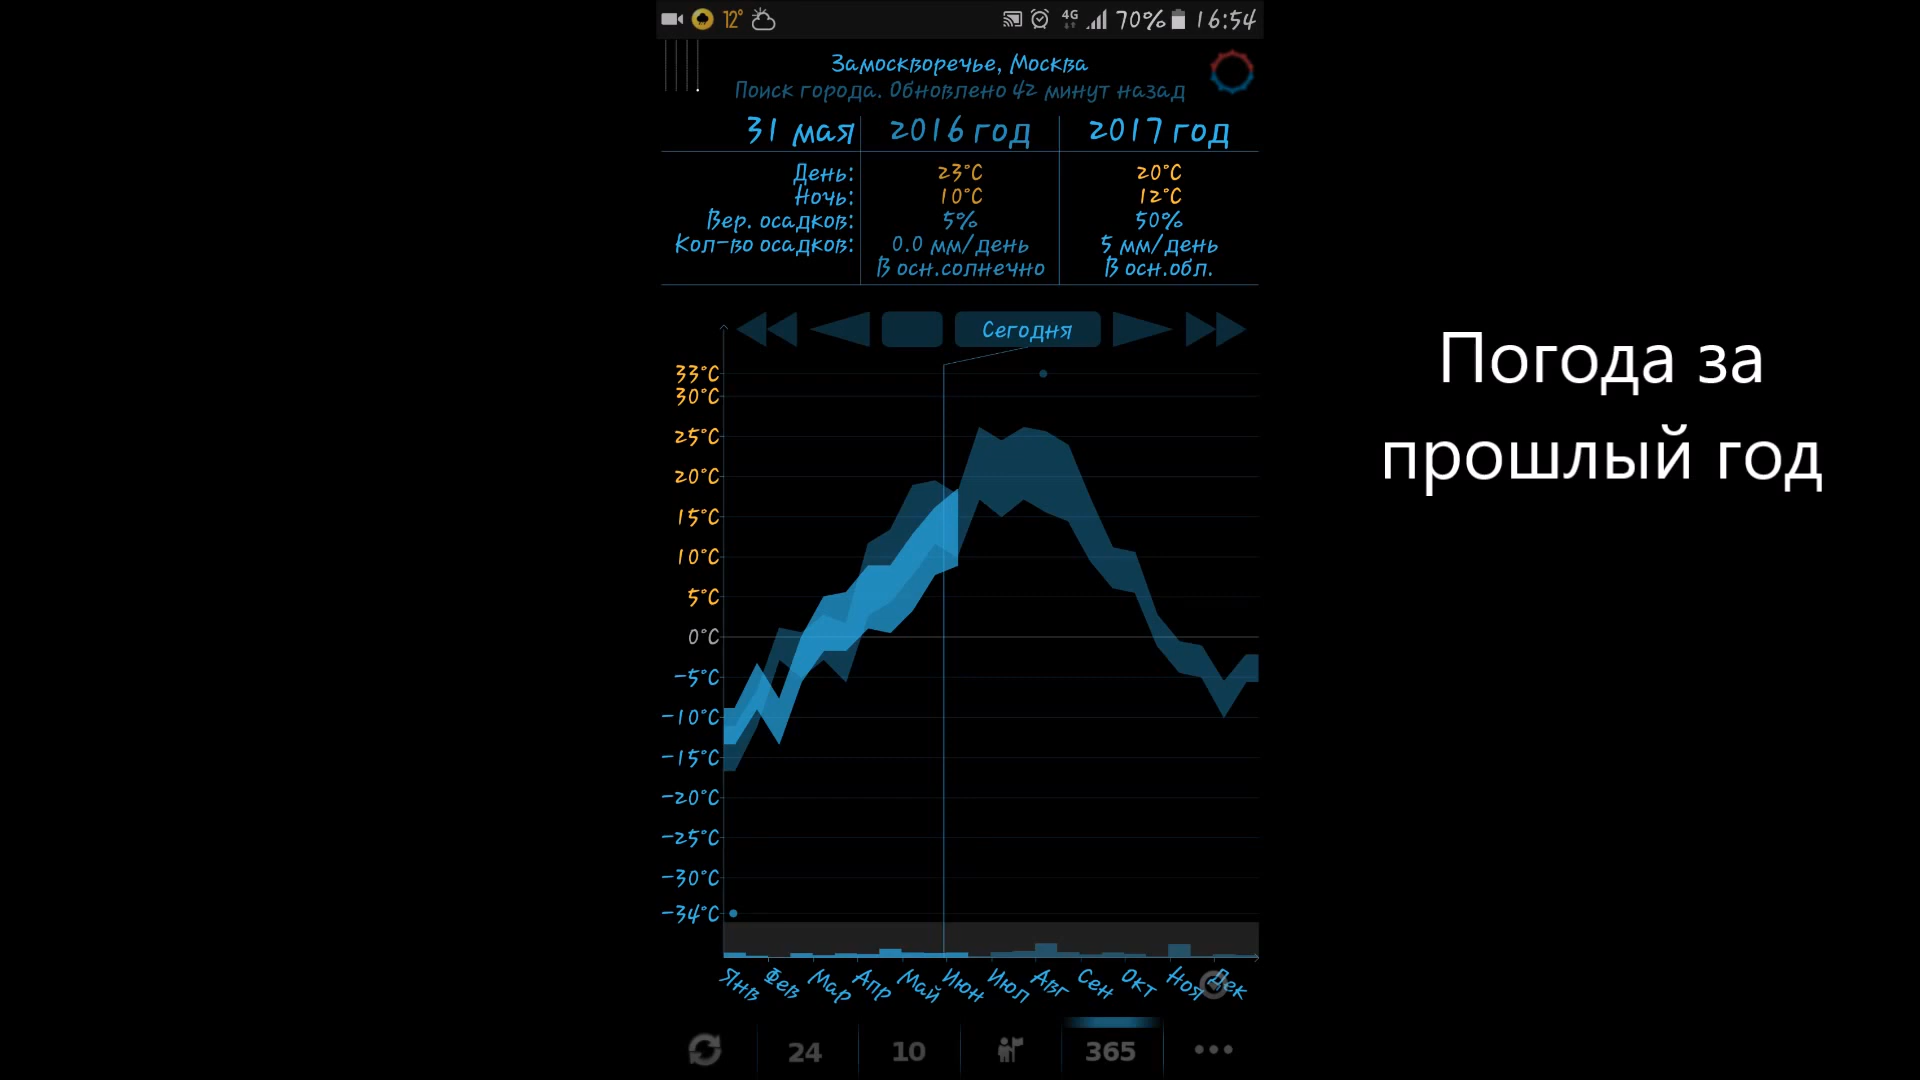 12° 4G 70% 16:54
Замоскворечье, Москва
Поиск города. Обновлено 42 минут назад
31 мая 2016 год 2017 год
День: 23°C 20°C
Ночь: 10°C 12°C
Вер. осадков: 5% 50%
Кол-во осадков: 0.0 мм/день 5 мм/день
В осн.солнечно В осн.обл.
Сегодня
33°C
30°C
25°C
20°C
15°C
10°C
5°C
0°C
-5°C
-10°C
-15°C
-20°C
-25°C
-30°C
-34°C
Янв Фев Мар Апр Май Июн Июл Авг Сен Окт Ноя Дек
24 10 365
Погода за
прошлый год